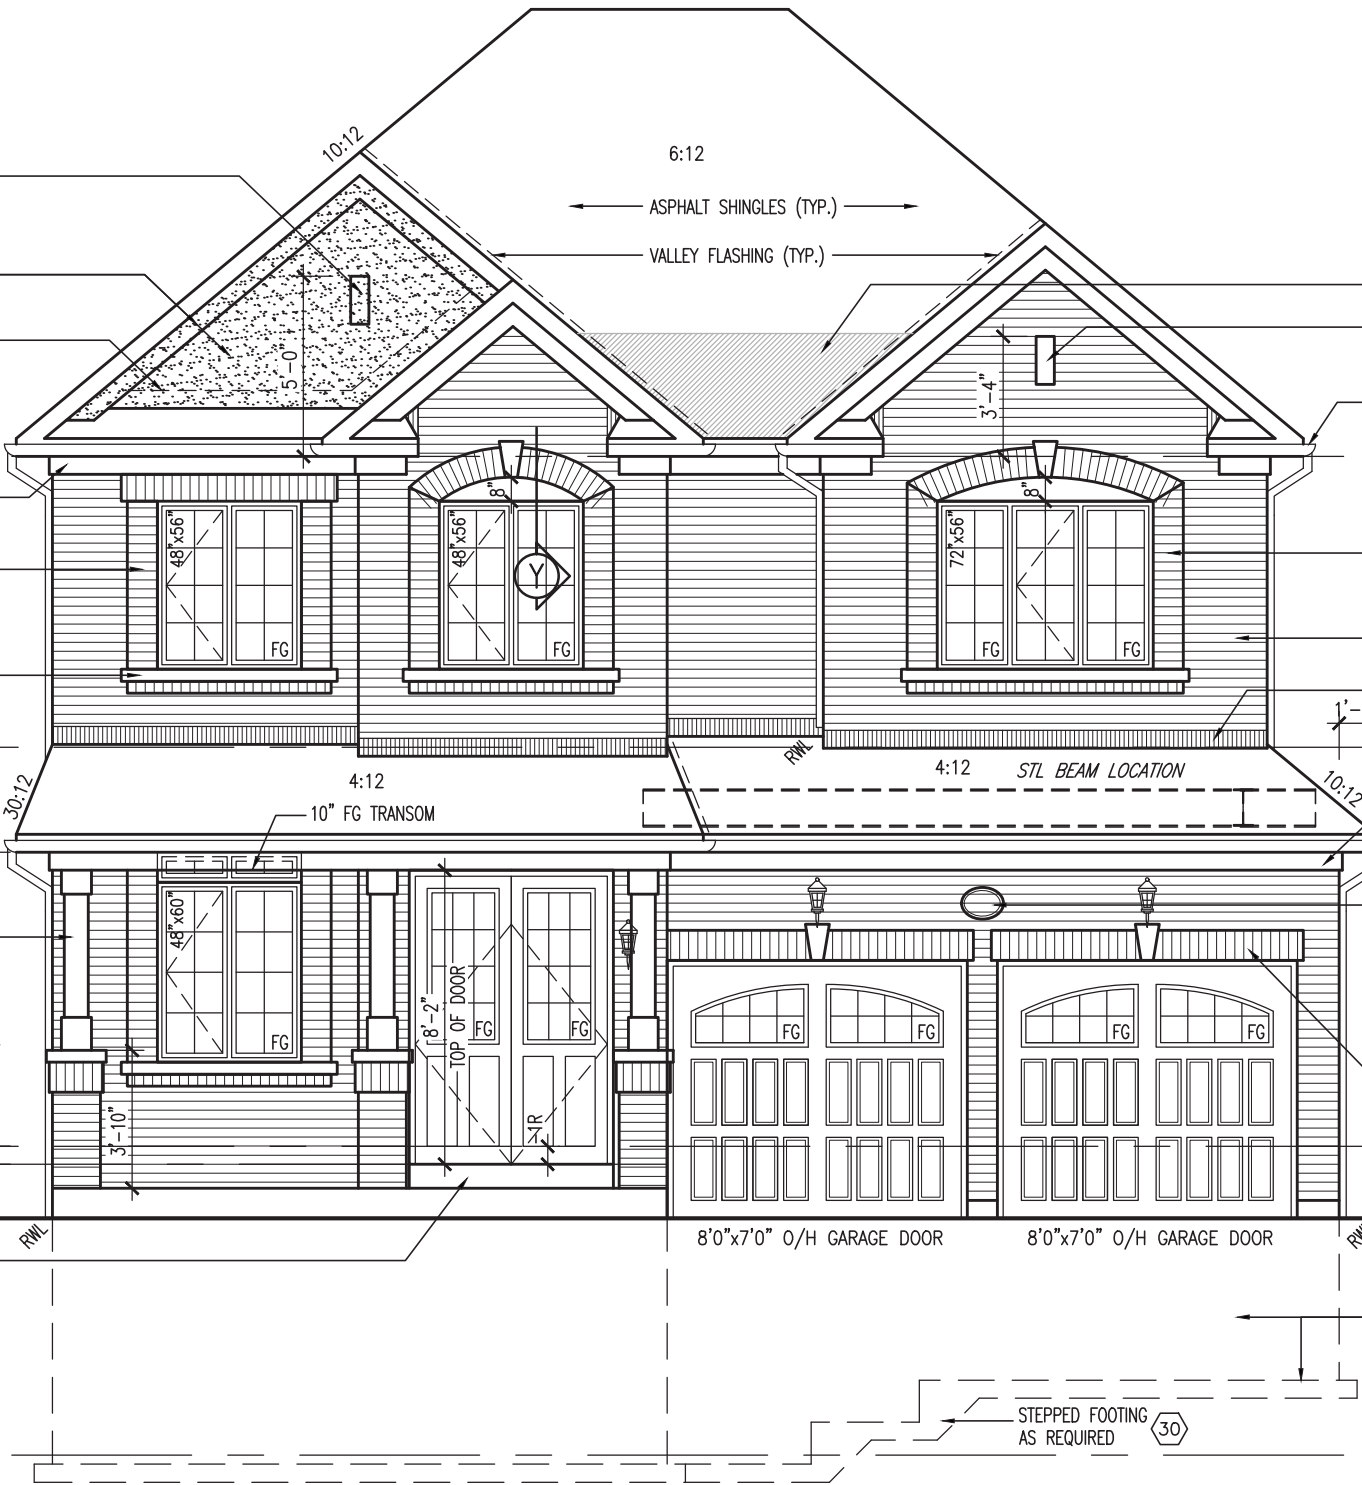 10:12
6:12
ASPHALT SHINGLES (TYP.)
VALLEY FLASHING (TYP.)
5'-0"
3'-4"
8"
8"
48"x56"
48"x56"
72"x56"
Y
FG
FG
FG
FG
1'-
RWL
4:12
4:12
STL BEAM LOCATION
30:12
10:12
10" FG TRANSOM
48"x60"
8'-2"
TOP OF DOOR
FG
FG
FG
FG
FG
FG
FG
3'-10"
1R
RWL
8'0"x7'0" O/H GARAGE DOOR
8'0"x7'0" O/H GARAGE DOOR
STEPPED FOOTING
AS REQUIRED
30